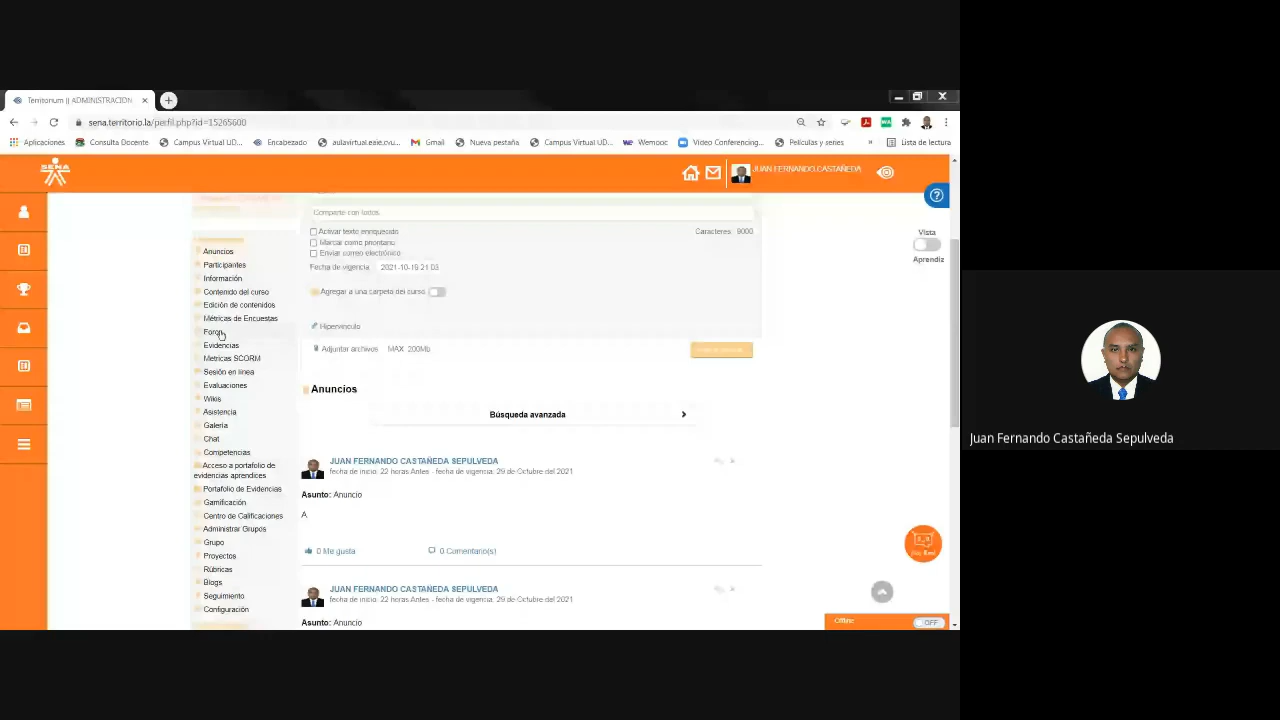 Territorium || ADMINISTRACION
sena.territorio.la/perfil.php?id=15265600
Aplicaciones
Consulta Docente
Campus Virtual UD...
Encabezado
aulavirtual.eaie.cvu...
Gmail
Nueva pestaña
Campus Virtual UD...
Wemooc
Video Conferencing...
Películas y series
»
Lista de lectura
SENA
JUAN FERNANDO CASTAÑEDA
Vista
Aprendiz
Anuncios
Participantes
Información
Contenido del curso
Edición de contenidos
Métricas de Encuestas
Foros
Evidencias
Metricas SCORM
Sesión en linea
Evaluaciones
Wikis
Asistencia
Galería
Chat
Competencias
Acceso a portafolio de
evidencias aprendices
Portafolio de Evidencias
Gamificación
Centro de Calificaciones
Administrar Grupos
Grupo
Proyectos
Rúbricas
Blogs
Seguimiento
Configuración
Comparte con todos
Activar texto enriquecido
Caracteres 9000
Marcar como prioritario
Enviar correo electrónico
Fecha de vigencia 2021-10-18 21:03
Agregar a una carpeta del curso
Hipervínculo
Adjuntar archivos MAX 200Mb
Anuncios
Búsqueda avanzada
JUAN FERNANDO CASTAÑEDA SEPULVEDA
fecha de inicio: 22 horas Antes - fecha de vigencia: 29 de Octubre del 2021
Asunto: Anuncio
A
0 Me gusta
0 Comentario(s)
JUAN FERNANDO CASTAÑEDA SEPULVEDA
fecha de inicio: 22 horas Antes - fecha de vigencia: 29 de Octubre del 2021
Asunto: Anuncio
Offline
OFF
Juan Fernando Castañeda Sepulveda